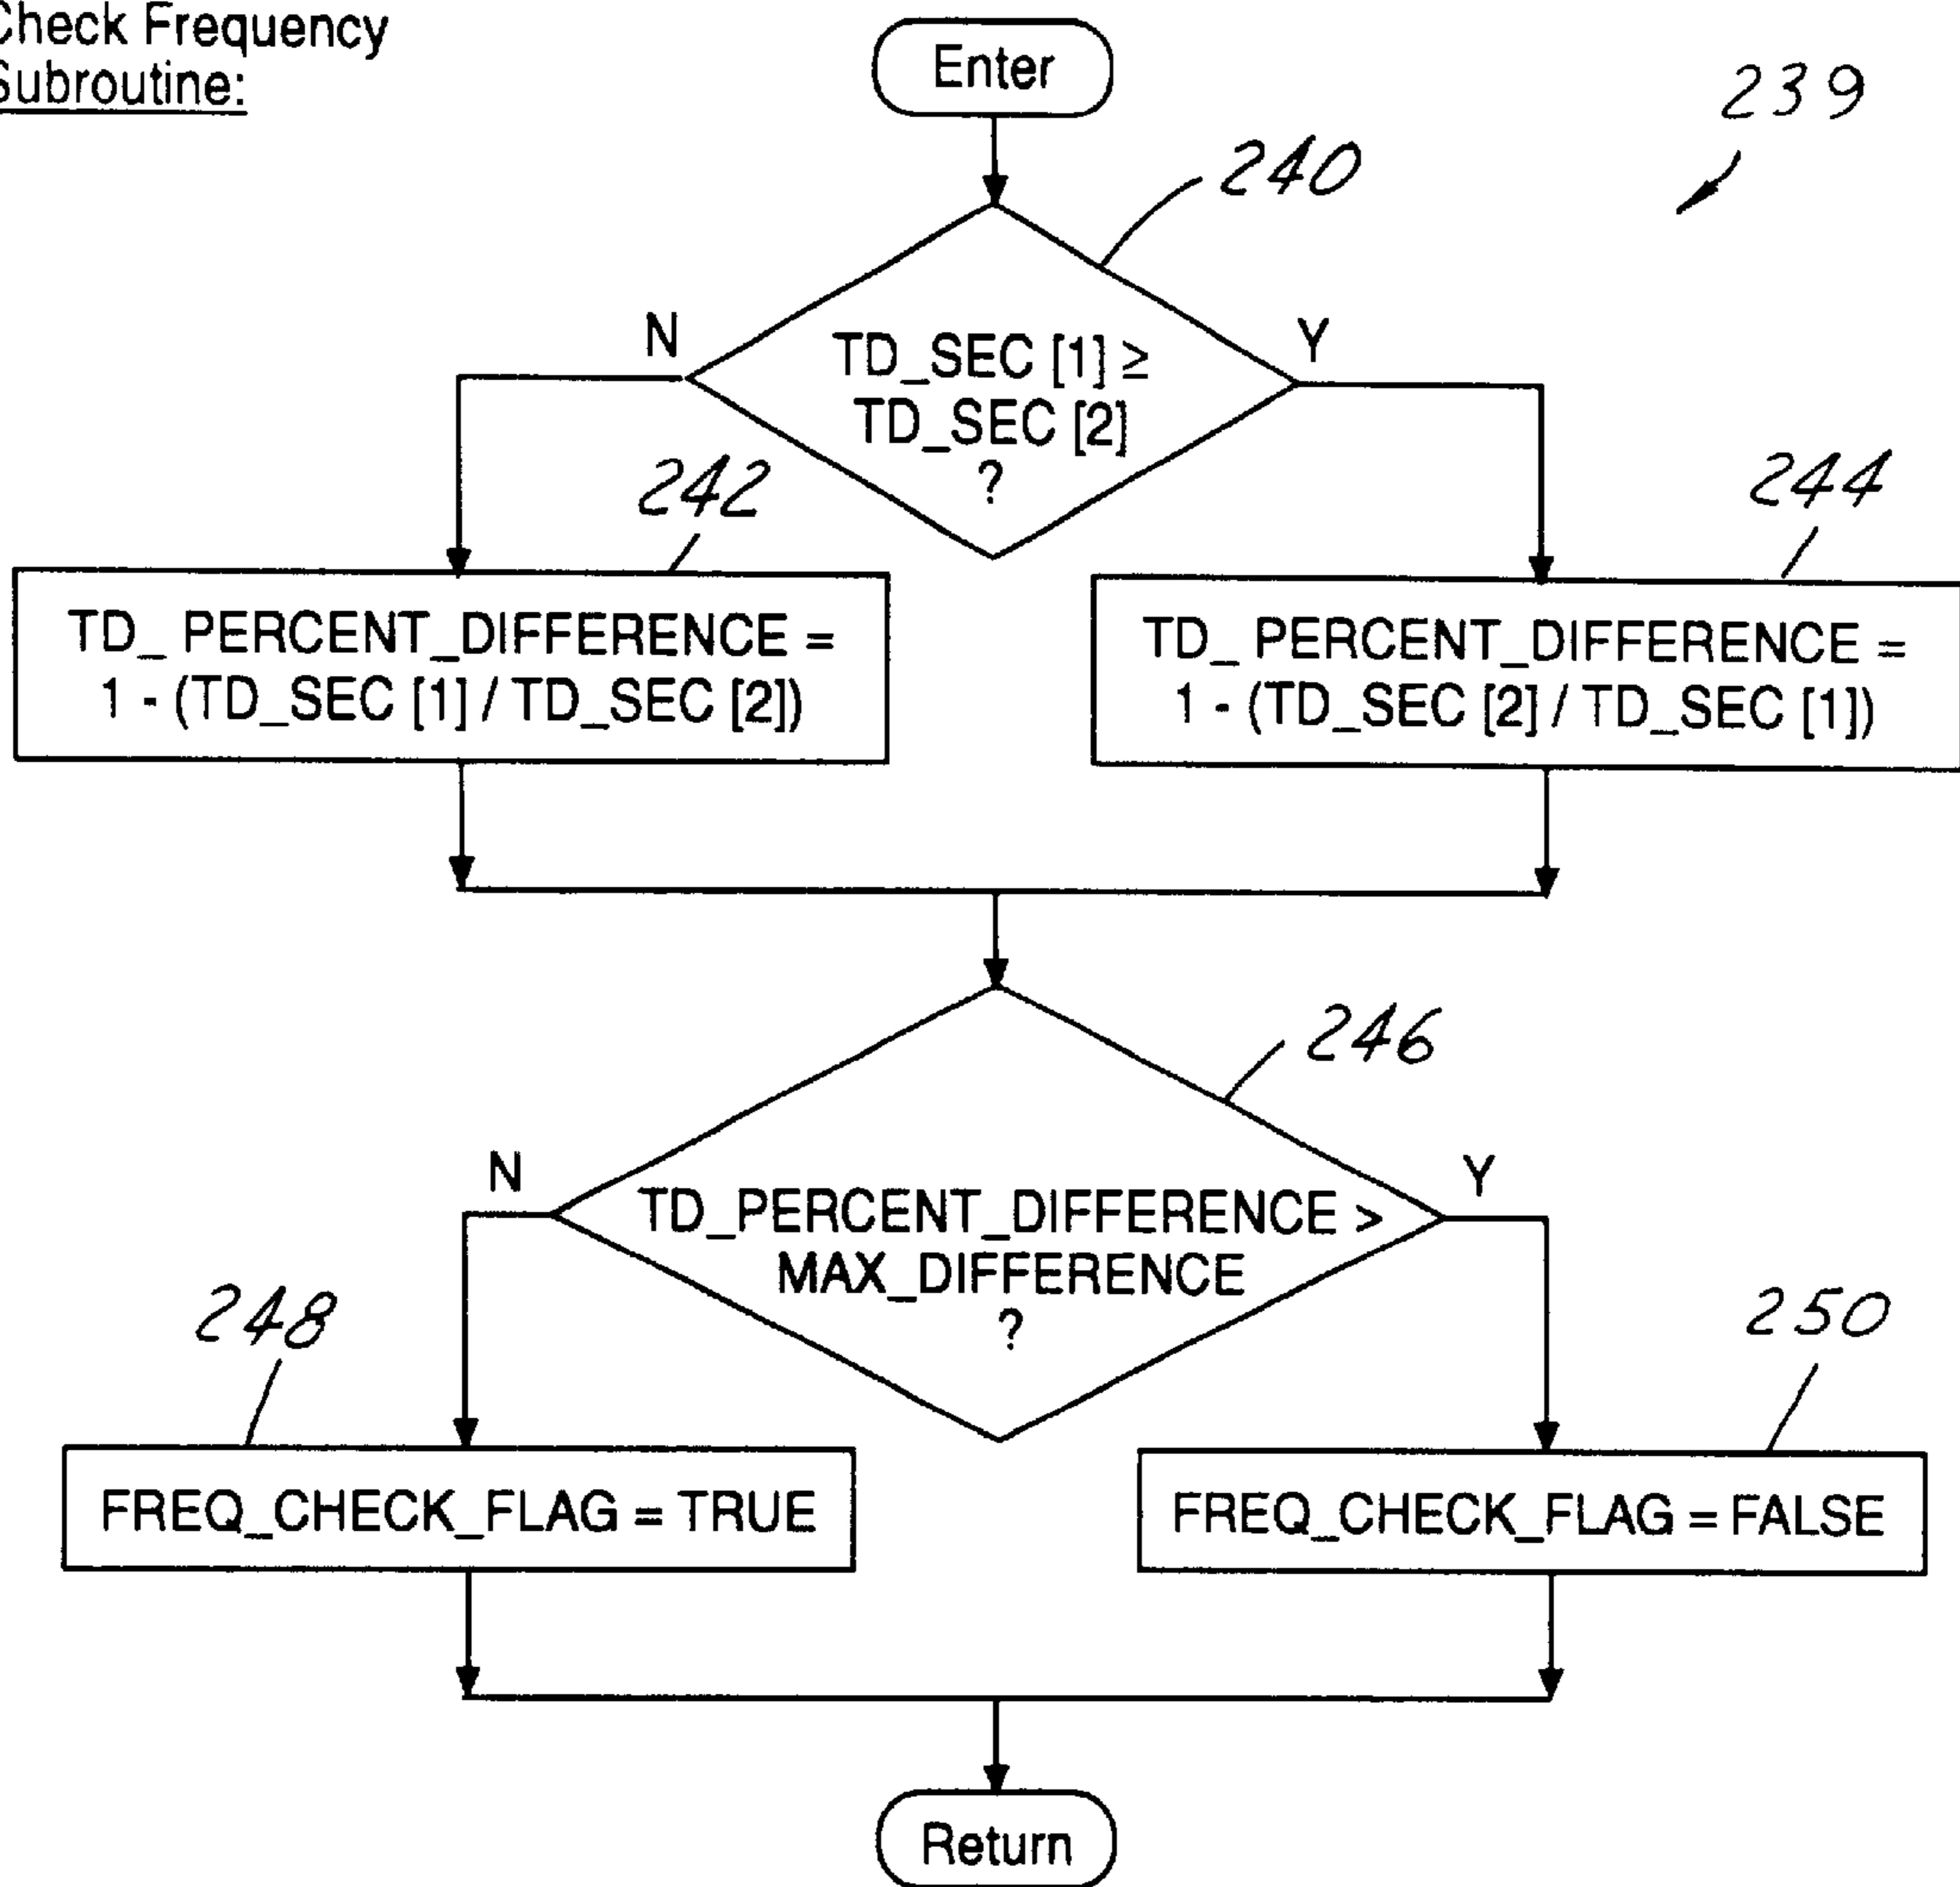 Check Frequency
Subroutine:
Enter
239
240
N
Y
TD_SEC [1] ≥
TD_SEC [2]
?
242
244
TD_ PERCENT_DIFFERENCE =
1 - (TD_SEC [1] / TD_SEC [2])
TD_ PERCENT_DIFFERENCE =
1 - (TD_SEC [2] / TD_SEC [1])
246
N
Y
TD_PERCENT_DIFFERENCE >
MAX_DIFFERENCE
?
248
250
FREQ_CHECK_FLAG = TRUE
FREQ_CHECK_FLAG = FALSE
Return